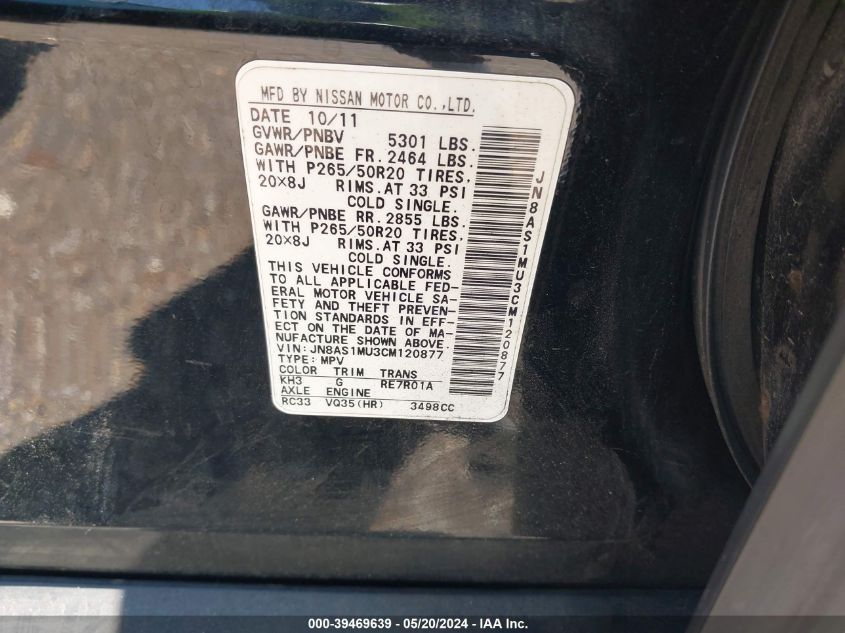 MFD BY NISSAN MOTOR CO.,LTD.
DATE 10/11
GVWR/PNBV 5301 LBS.
GAWR/PNBE FR. 2464 LBS.
WITH P265/50R20 TIRES,
20×8J RIMS.AT 33 PSI
COLD SINGLE.
GAWR/PNBE RR. 2855 LBS.
WITH P265/50R20 TIRES,
20×8J RIMS.AT 33 PSI
COLD SINGLE.
THIS VEHICLE CONFORMS
TO ALL APPLICABLE FED-
ERAL MOTOR VEHICLE SA-
FETY AND THEFT PREVEN-
TION STANDARDS IN EFF-
ECT ON THE DATE OF MA-
NUFACTURE SHOWN ABOVE.
VIN:JN8AS1MU3CM120877
TYPE:MPV
COLOR TRIM TRANS
KH3 G RE7R01A
AXLE ENGINE
RC33 VQ35(HR) 3498CC
JN8AS1MU3CM120877
000-39469639 - 05/20/2024 - IAA Inc.